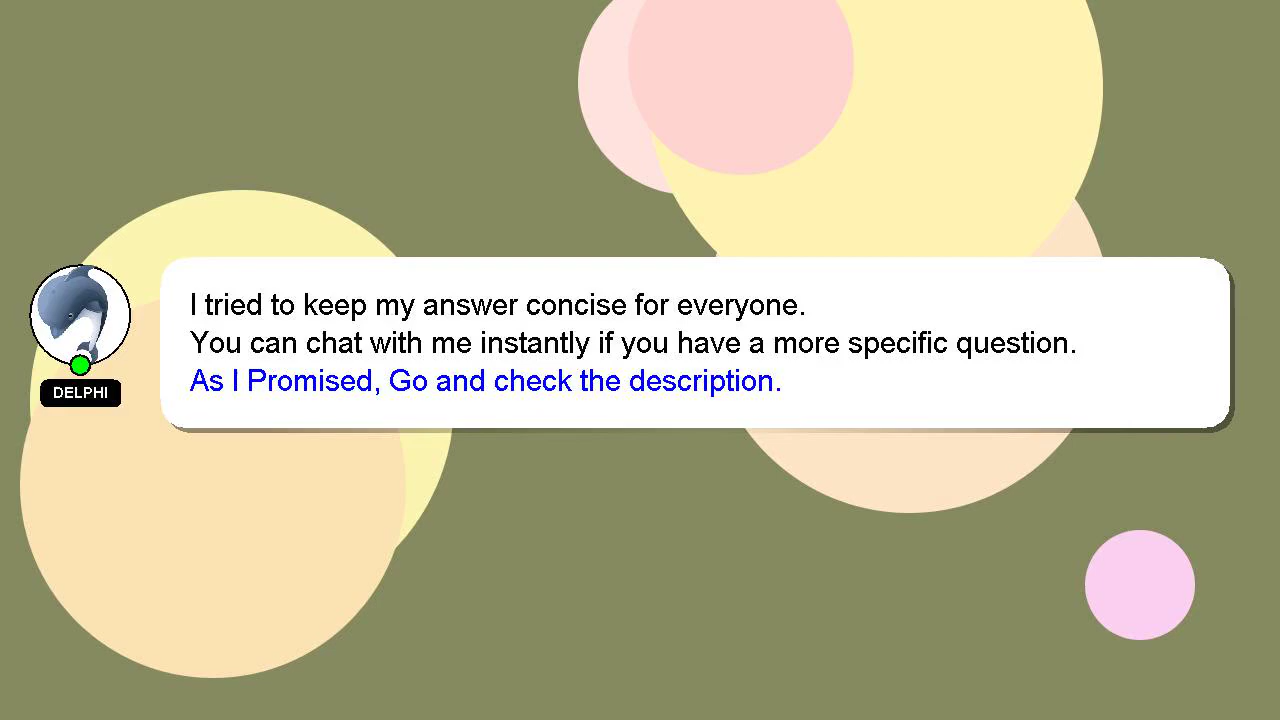 I tried to keep my answer concise for everyone.
You can chat with me instantly if you have a more specific question.
As I Promised, Go and check the description.
DELPHI